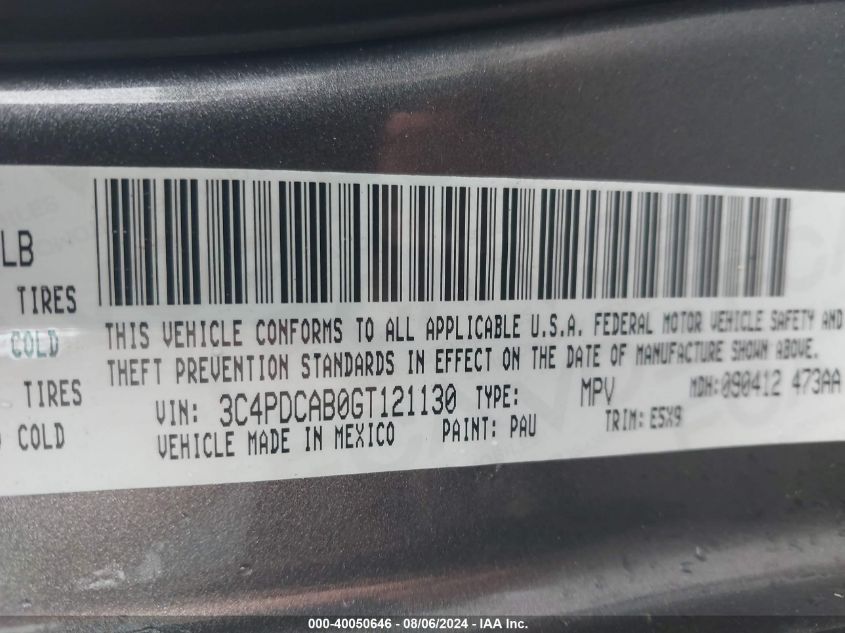 LB
TIRES
COLD
TIRES
COLD
THIS VEHICLE CONFORMS TO ALL APPLICABLE U.S.A. FEDERAL MOTOR VEHICLE SAFETY AND
THEFT PREVENTION STANDARDS IN EFFECT ON THE DATE OF MANUFACTURE SHOWN ABOVE.
VIN: 3C4PDCAB0GT121130 TYPE: MPV MDH: 090412 473AA
VEHICLE MADE IN MEXICO PAINT: PAU TRIM: E5X9
000-40050646 - 08/06/2024 - IAA Inc.